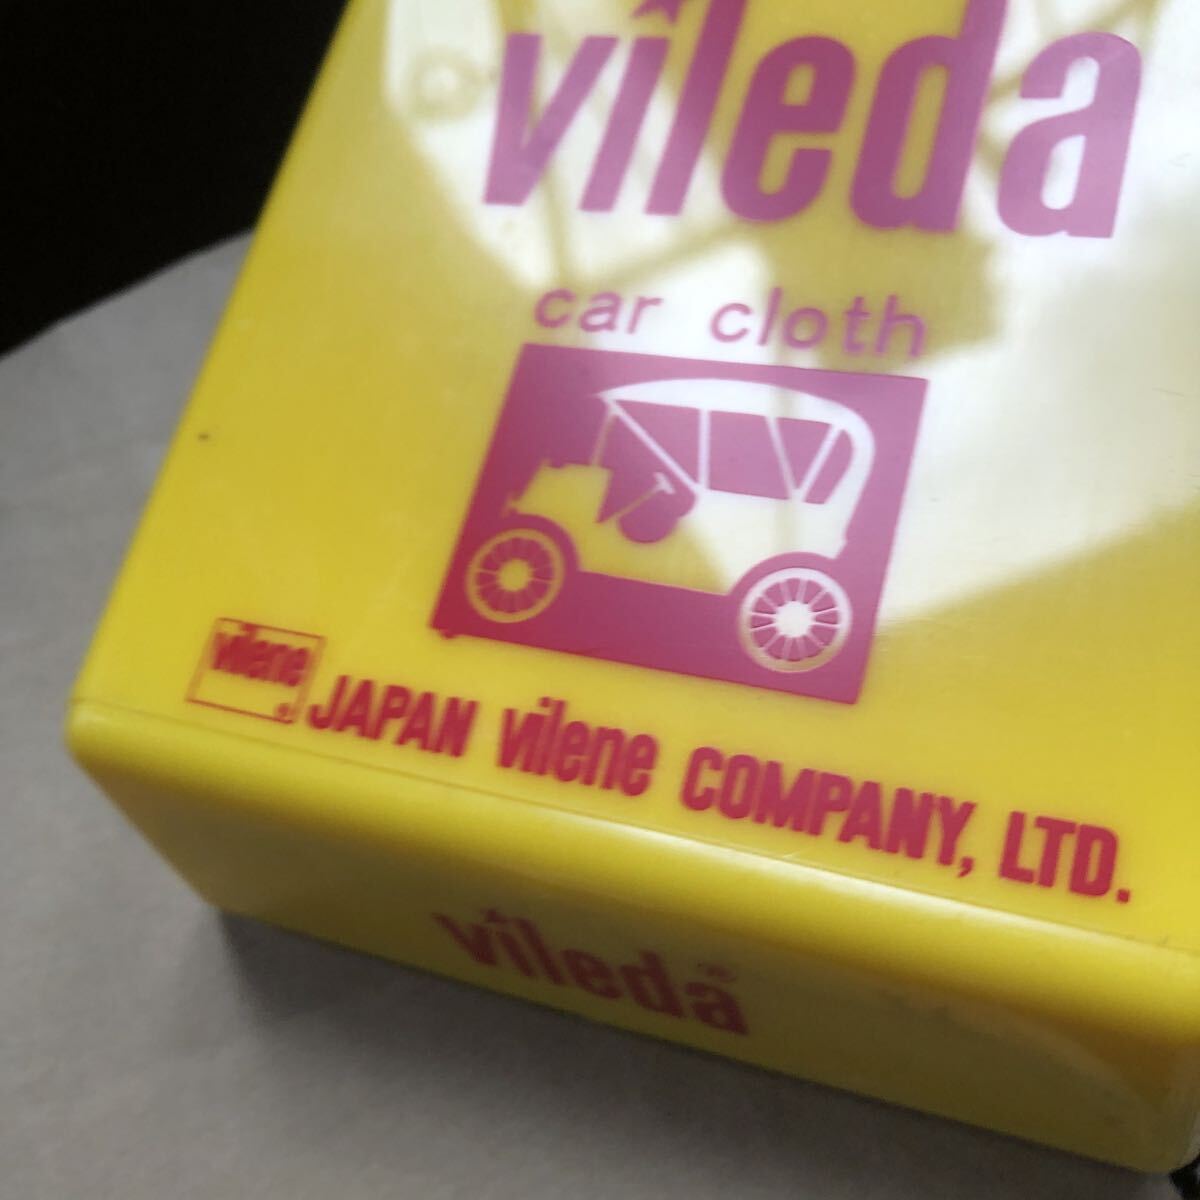 vileda
car cloth
vilene
JAPAN vilene COMPANY, LTD.
vileda